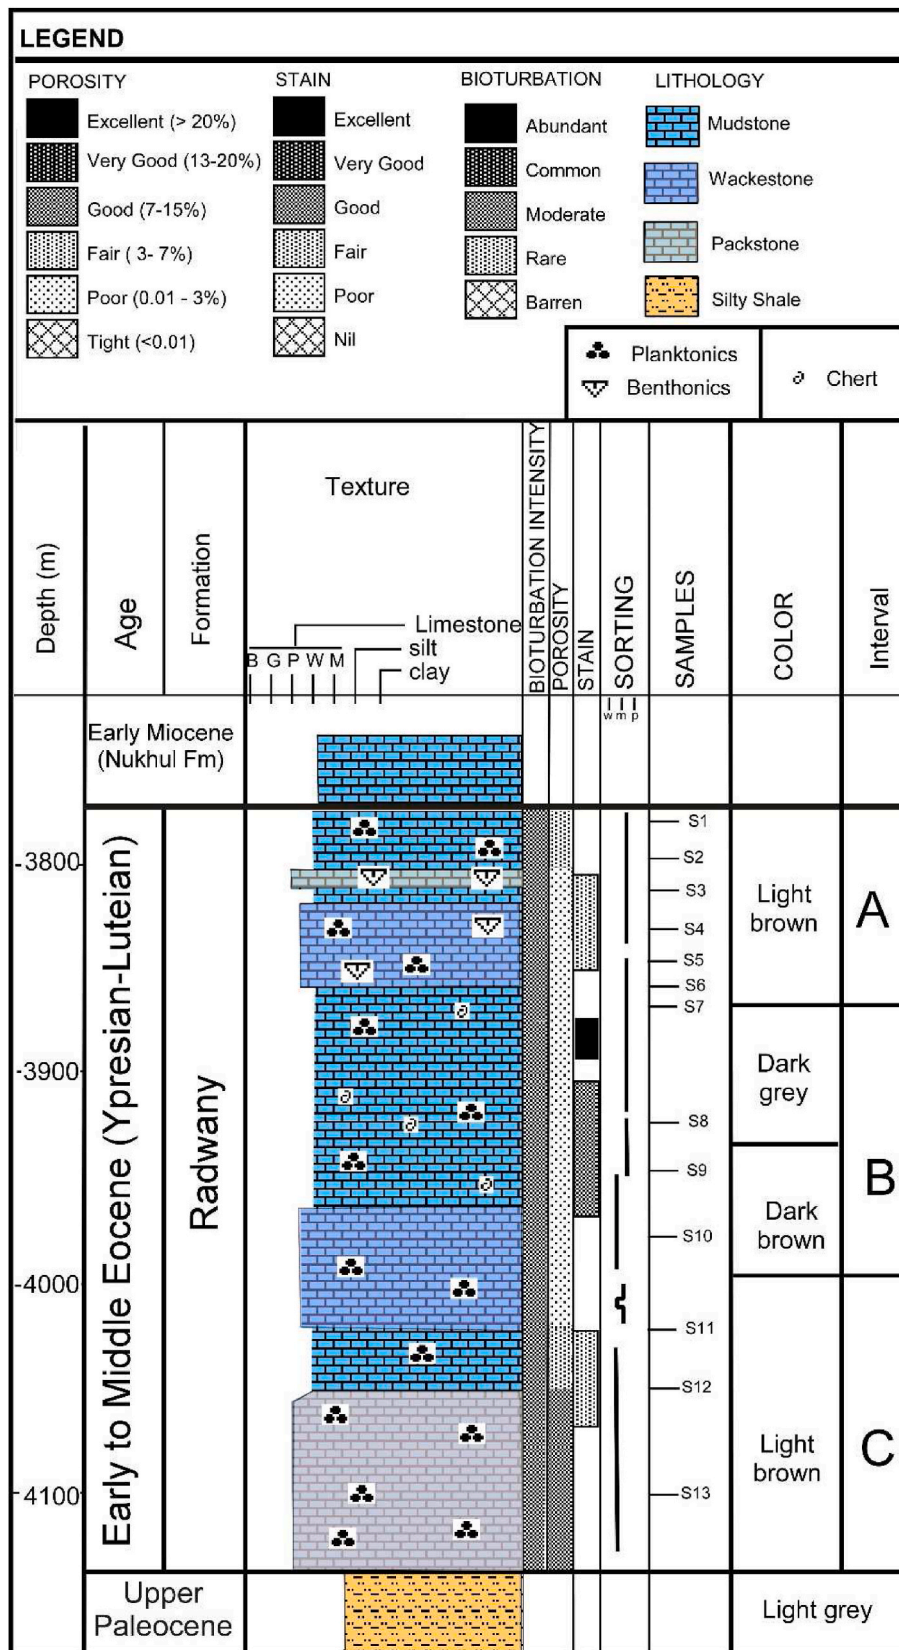 LEGEND
POROSITY
Excellent (> 20%)
Very Good (13-20%)
Good (7-15%)
Fair ( 3- 7%)
Poor (0.01 - 3%)
Tight (<0.01)
STAIN
Excellent
Very Good
Good
Fair
Poor
Nil
BIOTURBATION
Abundant
Common
Moderate
Rare
Barren
LITHOLOGY
Mudstone
Wackestone
Packstone
Silty Shale
Planktonics
Benthonics
Chert
Depth (m)
Age
Formation
Texture
Limestone
silt
clay
B G P W M
BIOTURBATION INTENSITY
POROSITY
STAIN
SORTING
w m p
SAMPLES
COLOR
Interval
Early Miocene
(Nukhul Fm)
-3800
-3900
-4000
-4100
Early to Middle Eocene (Ypresian-Luteian)
Radwany
S1
S2
S3
S4
S5
S6
S7
S8
S9
S10
S11
S12
S13
Light
brown
Dark
grey
Dark
brown
Light
brown
A
B
C
Upper
Paleocene
Light grey